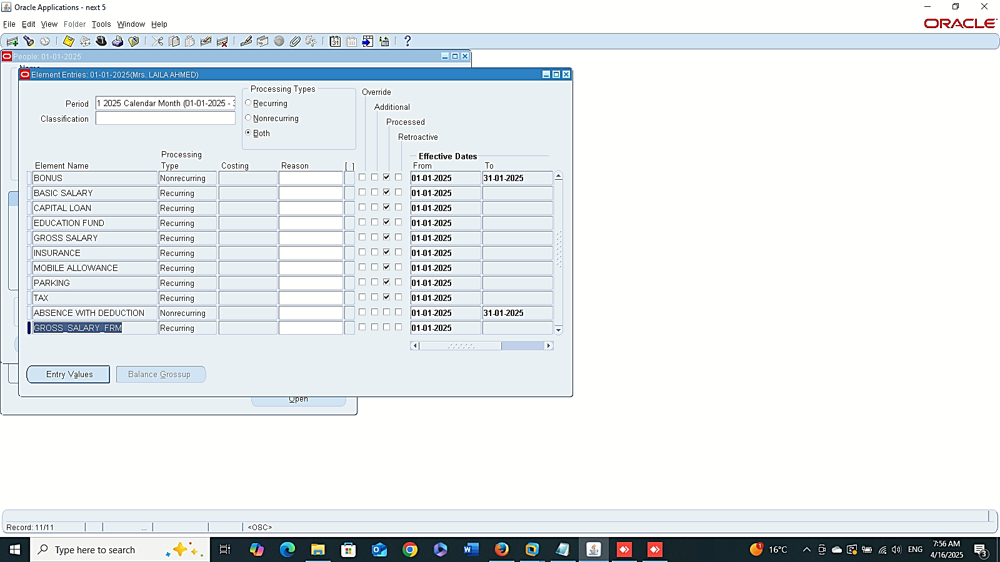 Oracle Applications - next 5
File Edit View Folder Tools Window Help
ORACLE
People: 01-01-2025
Element Entries: 01-01-2025(Mrs. LAILA AHMED)
Period 1 2025 Calendar Month (01-01-2025 - 3
Classification
Processing Types
Recurring
Nonrecurring
Both
Override
Additional
Processed
Retroactive
Element Name Processing Type Costing Reason [ ] Effective Dates From To
BONUS Nonrecurring 01-01-2025 31-01-2025
BASIC SALARY Recurring 01-01-2025
CAPITAL LOAN Recurring 01-01-2025
EDUCATION FUND Recurring 01-01-2025
GROSS SALARY Recurring 01-01-2025
INSURANCE Recurring 01-01-2025
MOBILE ALLOWANCE Recurring 01-01-2025
PARKING Recurring 01-01-2025
TAX Recurring 01-01-2025
ABSENCE WITH DEDUCTION Nonrecurring 01-01-2025 31-01-2025
GROSS_SALARY_FRM Recurring 01-01-2025
Entry Values Balance Grossup
Open
Record: 11/11 ... <OSC>
Type here to search 16°C ENG 7:56 AM
4/16/2025 3